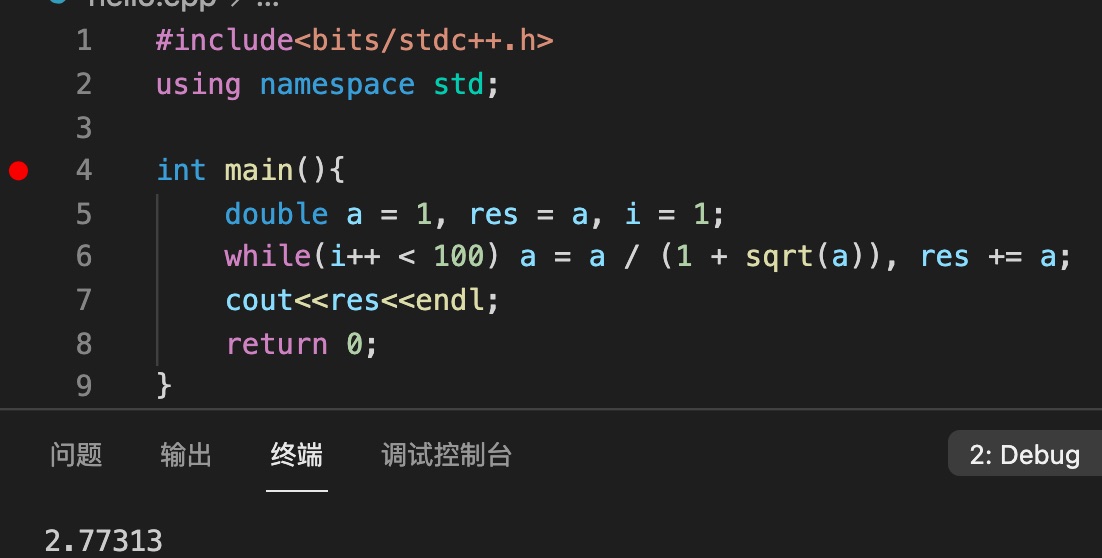 hello.cpp > ...
1 #include<bits/stdc++.h>
2 using namespace std;
3
4 int main(){
5 double a = 1, res = a, i = 1;
6 while(i++ < 100) a = a / (1 + sqrt(a)), res += a;
7 cout<<res<<endl;
8 return 0;
9 }
问题 输出 终端 调试控制台 2: Debug
2.77313